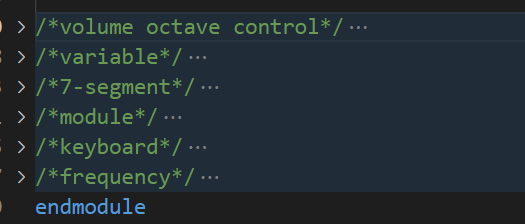 /*volume octave control*/…
/*variable*/…
/*7-segment*/…
/*module*/…
/*keyboard*/…
/*frequency*/…
endmodule